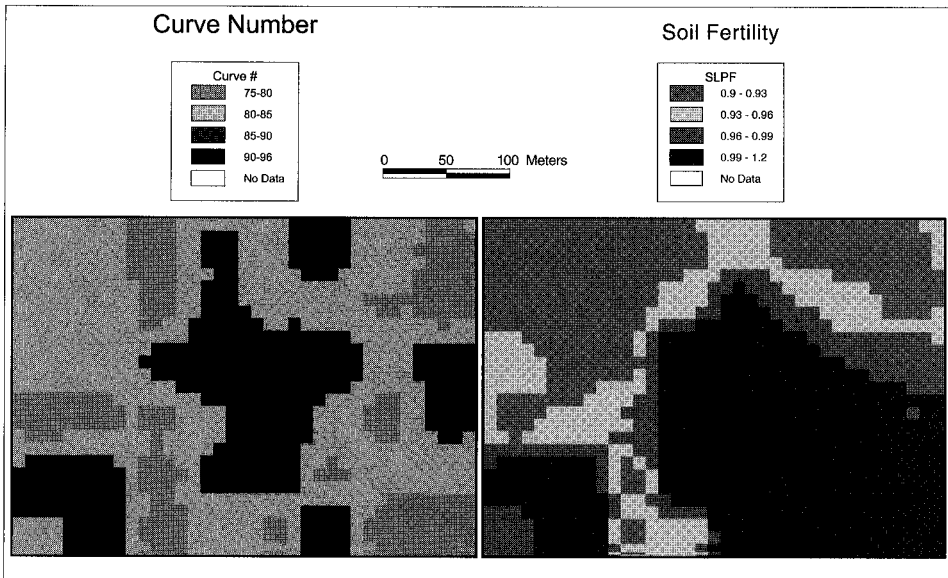 Curve Number
Soil Fertility
Curve #
75-80
80-85
85-90
90-96
No Data
0 50 100 Meters
SLPF
0.9 - 0.93
0.93 - 0.96
0.96 - 0.99
0.99 - 1.2
No Data